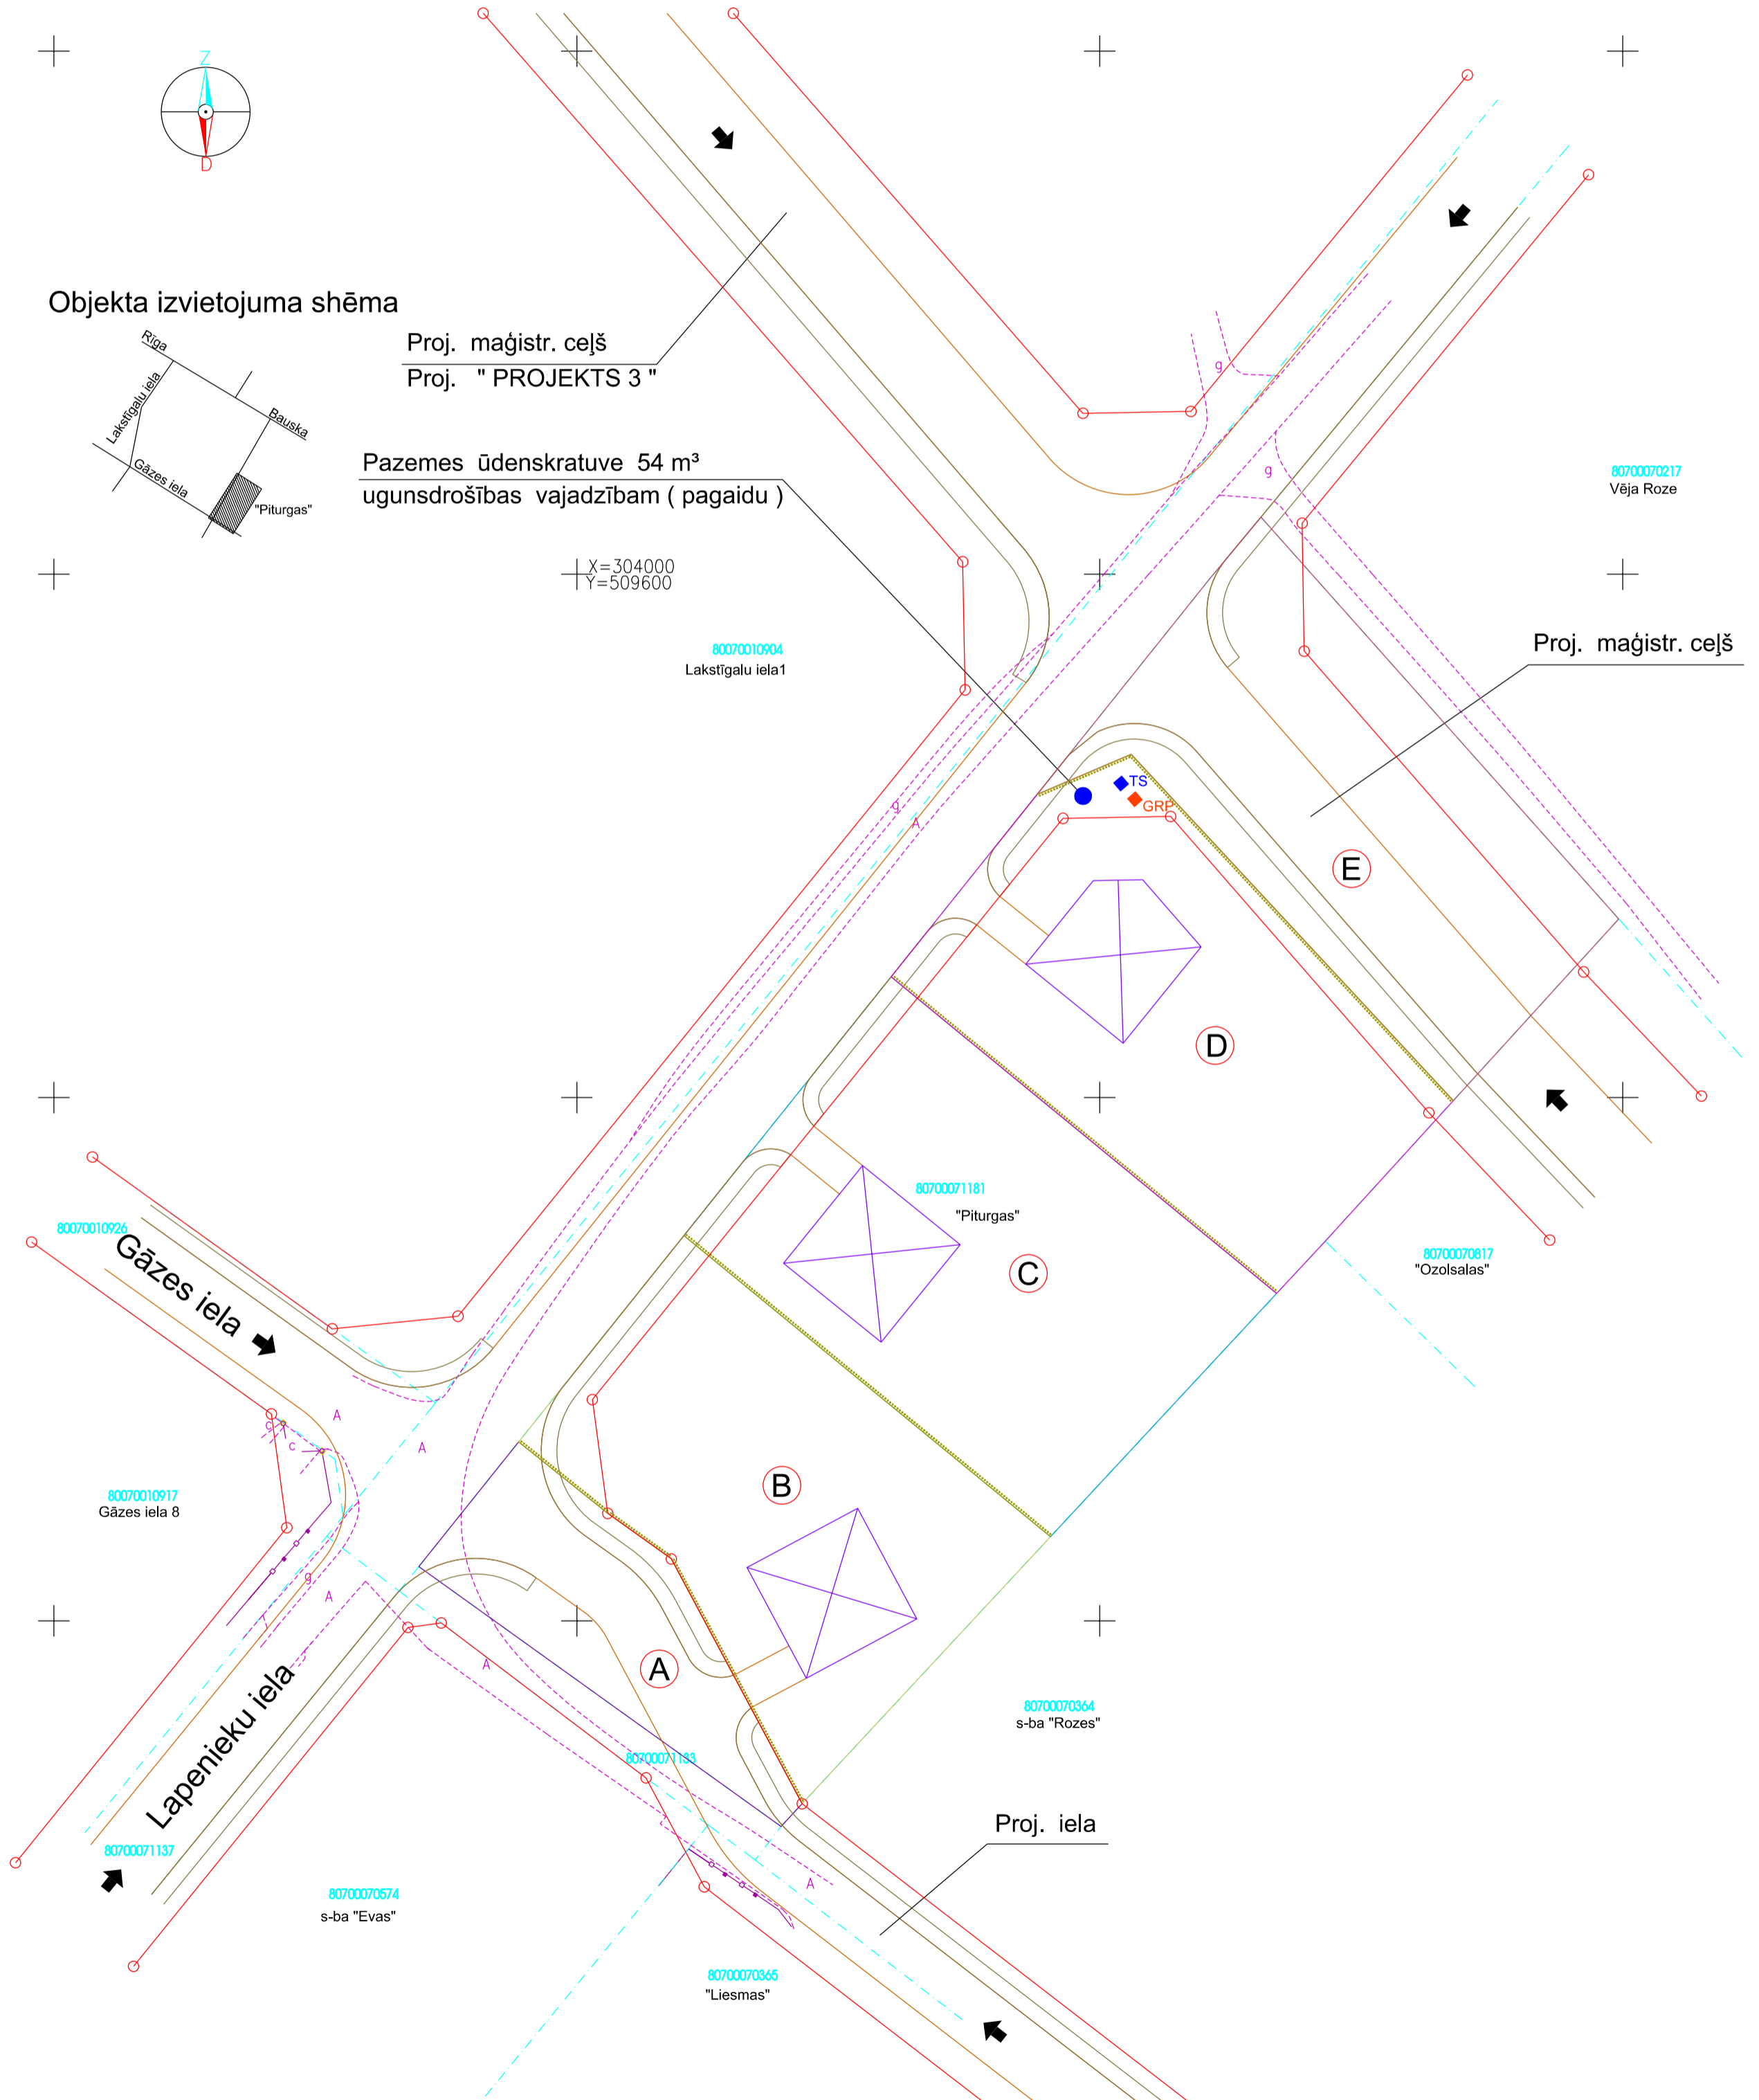 Z
D
Objekta izvietojuma shēma
Rīga
Lakstīgalu iela
Bauska
Gāzes iela
"Piturgas"
Proj. maģistr. ceļš
Proj. " PROJEKTS 3 "
Pazemes ūdenskratuve 54 m³
ugunsdrošības vajadzībam ( pagaidu )
g
g
80700070217
Vēja Roze
X=304000
Y=509600
80070010904
Lakstīgalu iela1
Proj. maģistr. ceļš
TS
GRP
g
A
E
D
80700071181
"Piturgas"
C
80070010926
Gāzes iela
80700070817
"Ozolsalas"
A
c
c
A
B
80070010917
Gāzes iela 8
g
A
A
A
Lapenieku iela
80700070364
s-ba "Rozes"
80700071133
Proj. iela
80700071137
A
80700070574
s-ba "Evas"
80700070365
"Liesmas"